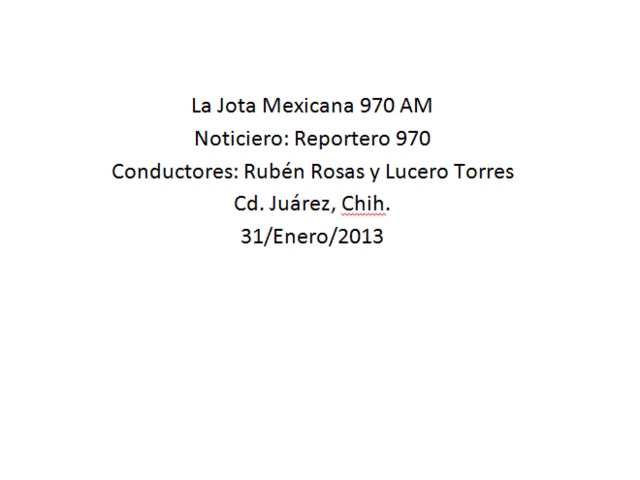 La Jota Mexicana 970 AM
Noticiero: Reportero 970
Conductores: Rubén Rosas y Lucero Torres
Cd. Juárez, Chih.
31/Enero/2013